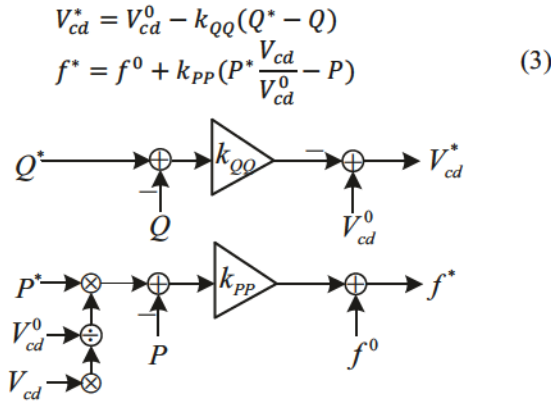 V*cd = V0cd − kQQ(Q* − Q)
f* = f0 + kPP(P* Vcd/V0cd − P) (3)
Q* + − kQQ − + V*cd
Q V0cd
P* × + kPP + f*
V0cd ÷ − P f0
Vcd ×